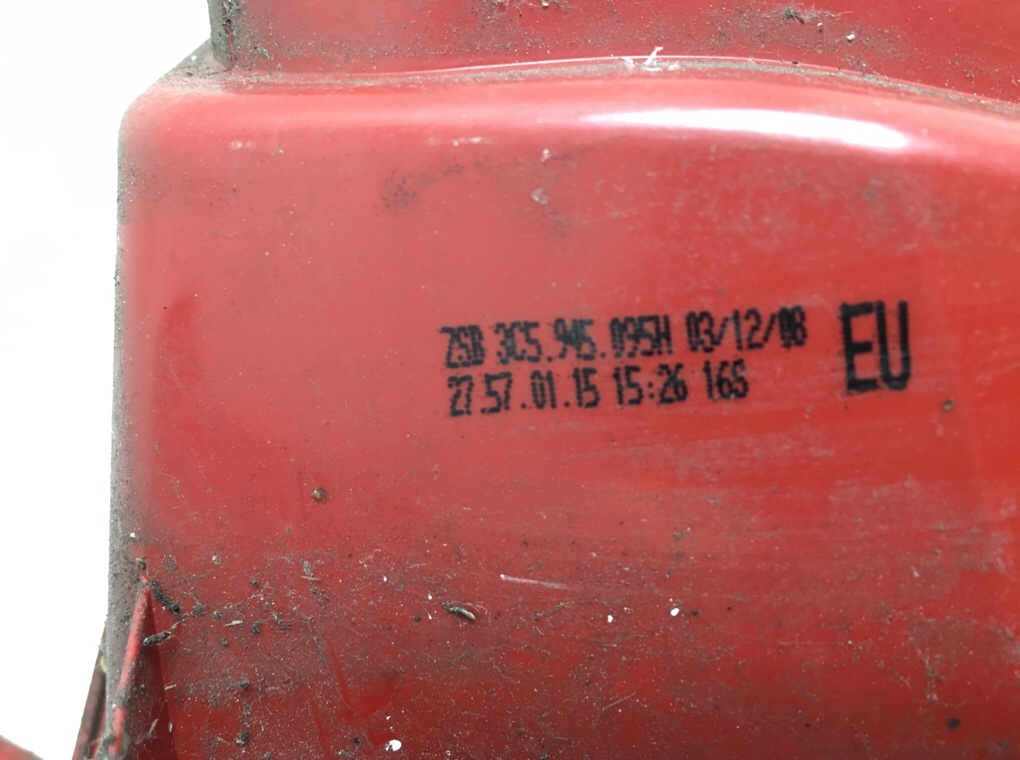 ZSB 3C5.945.095H 03/12/08 EU
27.57.01.15 15:26 16S